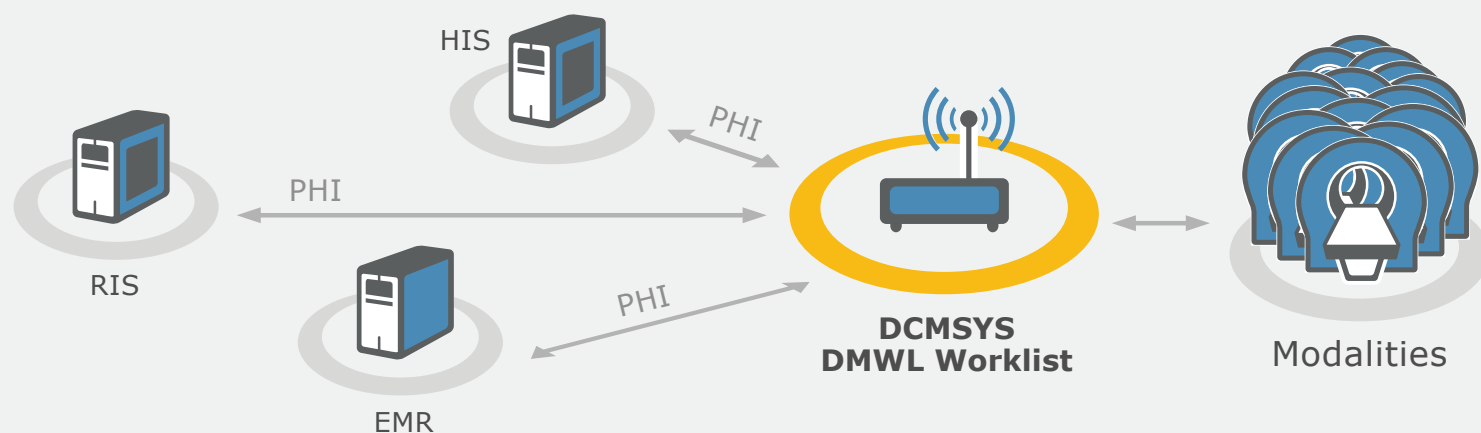 HIS
PHI
PHI
RIS
PHI
EMR
DCMSYS
DMWL Worklist
Modalities